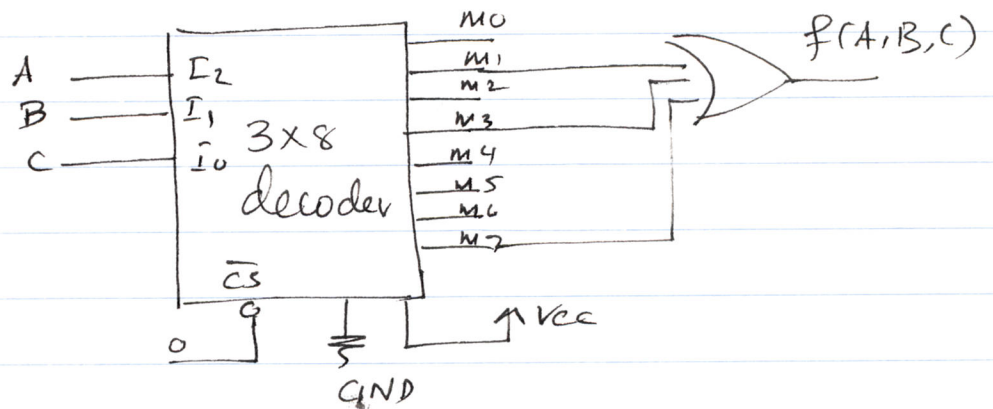 m0
f(A,B,C)
A I2 m1
m2
B I1 m3
C I0 3x8 m4
decoder m5
m6
m7
CS
0
Vcc
GND